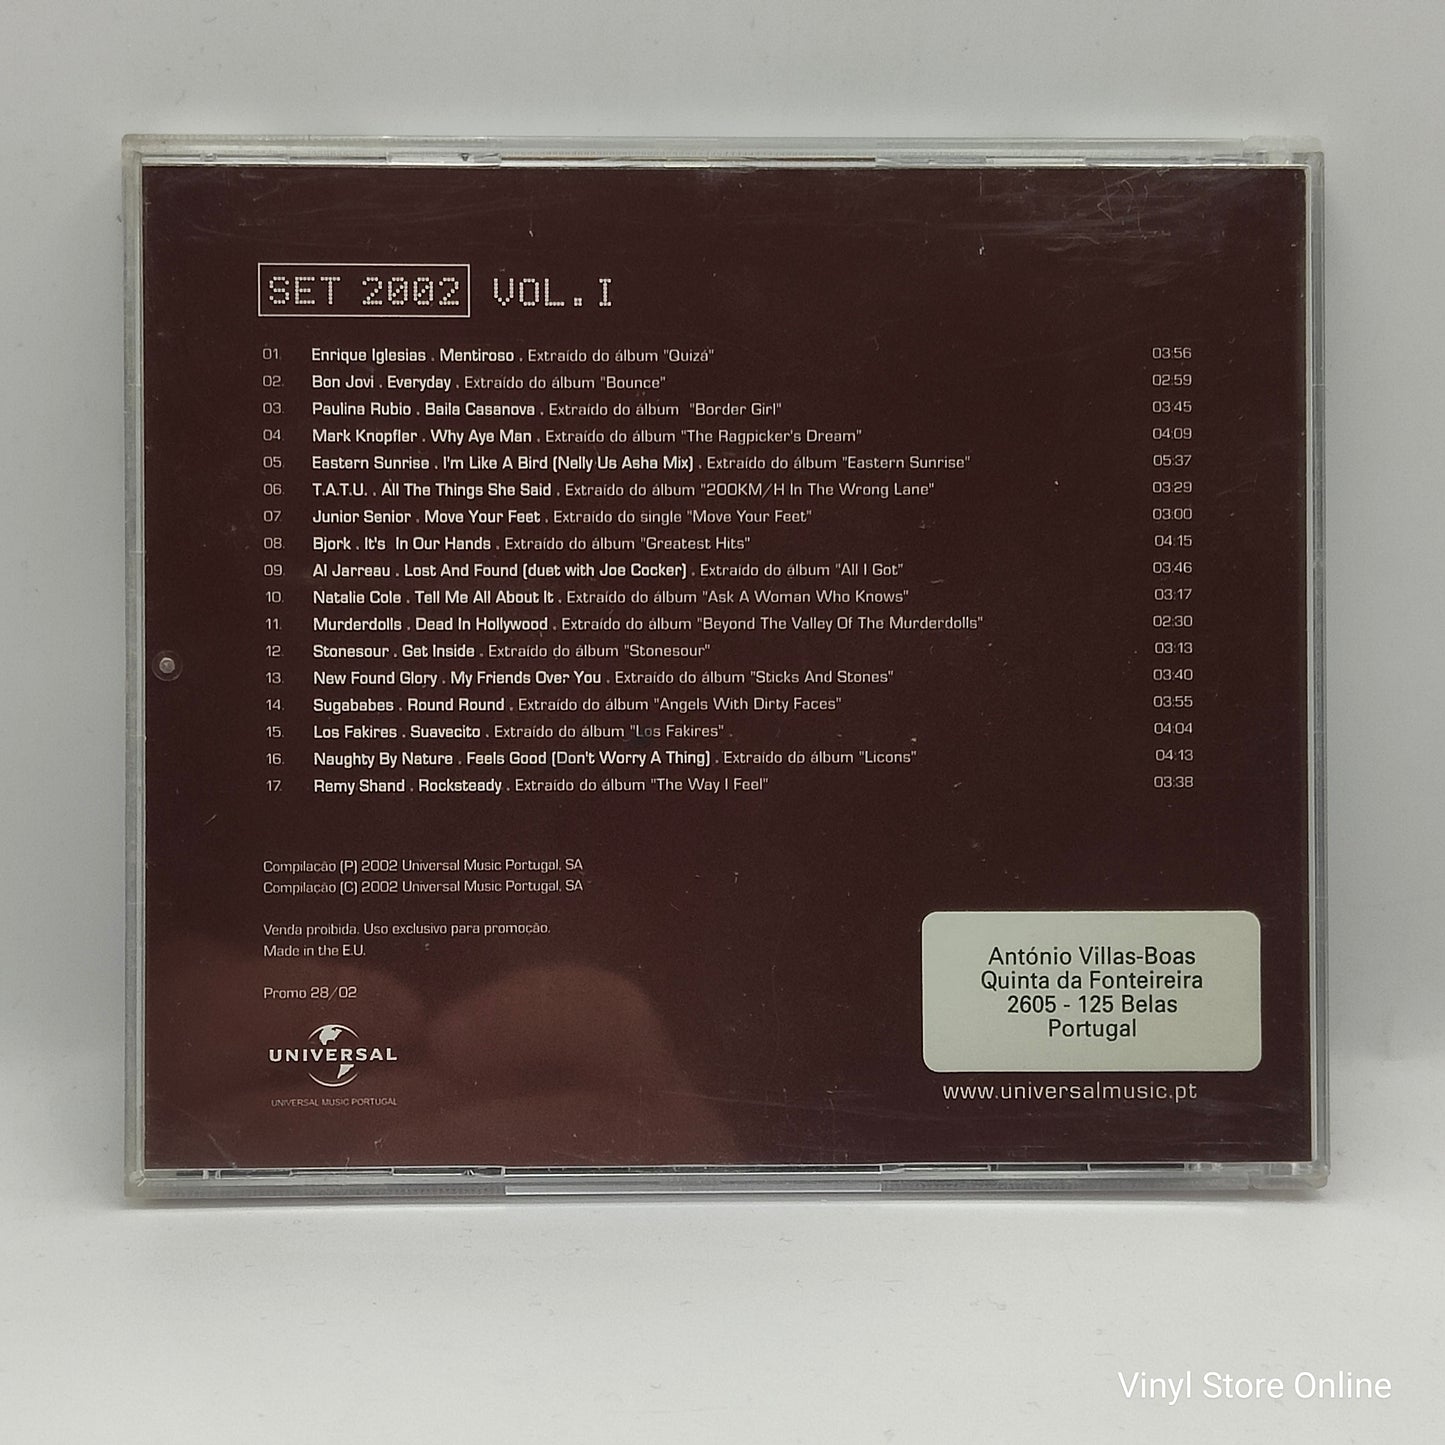 SET 2002 VOL.I
01. Enrique Iglesias . Mentiroso . Extraído do álbum "Quizá" 03:56
02. Bon Jovi . Everyday . Extraído do álbum "Bounce" 02:59
03. Paulina Rubio . Baila Casanova . Extraído do álbum "Border Girl" 03:45
04. Mark Knopfler . Why Aye Man . Extraído do álbum "The Ragpicker's Dream" 04:09
05. Eastern Sunrise . I'm Like A Bird (Nelly Us Asha Mix) . Extraído do álbum "Eastern Sunrise" 05:37
06. T.A.T.U. . All The Things She Said . Extraído do álbum "200KM/H In The Wrong Lane" 03:29
07. Junior Senior . Move Your Feet . Extraído do single "Move Your Feet" 03:00
08. Bjork . It's In Our Hands . Extraído do álbum "Greatest Hits" 04:15
09. Al Jarreau . Lost And Found (duet with Joe Cocker) . Extraído do álbum "All I Got" 03:46
10. Natalie Cole . Tell Me All About It . Extraído do álbum "Ask A Woman Who Knows" 03:17
11. Murderdolls . Dead In Hollywood . Extraído do álbum "Beyond The Valley Of The Murderdolls" 02:30
12. Stonesour . Get Inside . Extraído do álbum "Stonesour" 03:13
13. New Found Glory . My Friends Over You . Extraído do álbum "Sticks And Stones" 03:40
14. Sugababes . Round Round . Extraído do álbum "Angels With Dirty Faces" 03:55
15. Los Fakires . Suavecito . Extraído do álbum "Los Fakires" 04:04
16. Naughty By Nature . Feels Good (Don't Worry A Thing) . Extraído do álbum "Licons" 04:13
17. Remy Shand . Rocksteady . Extraído do álbum "The Way I Feel" 03:38
Compilação (P) 2002 Universal Music Portugal, SA
Compilação (C) 2002 Universal Music Portugal, SA
Venda proibida. Uso exclusivo para promoção.
Made in the E.U.
Promo 28/02
UNIVERSAL
UNIVERSAL MUSIC PORTUGAL
António Villas-Boas
Quinta da Fonteireira
2605 - 125 Belas
Portugal
www.universalmusic.pt
Vinyl Store Online